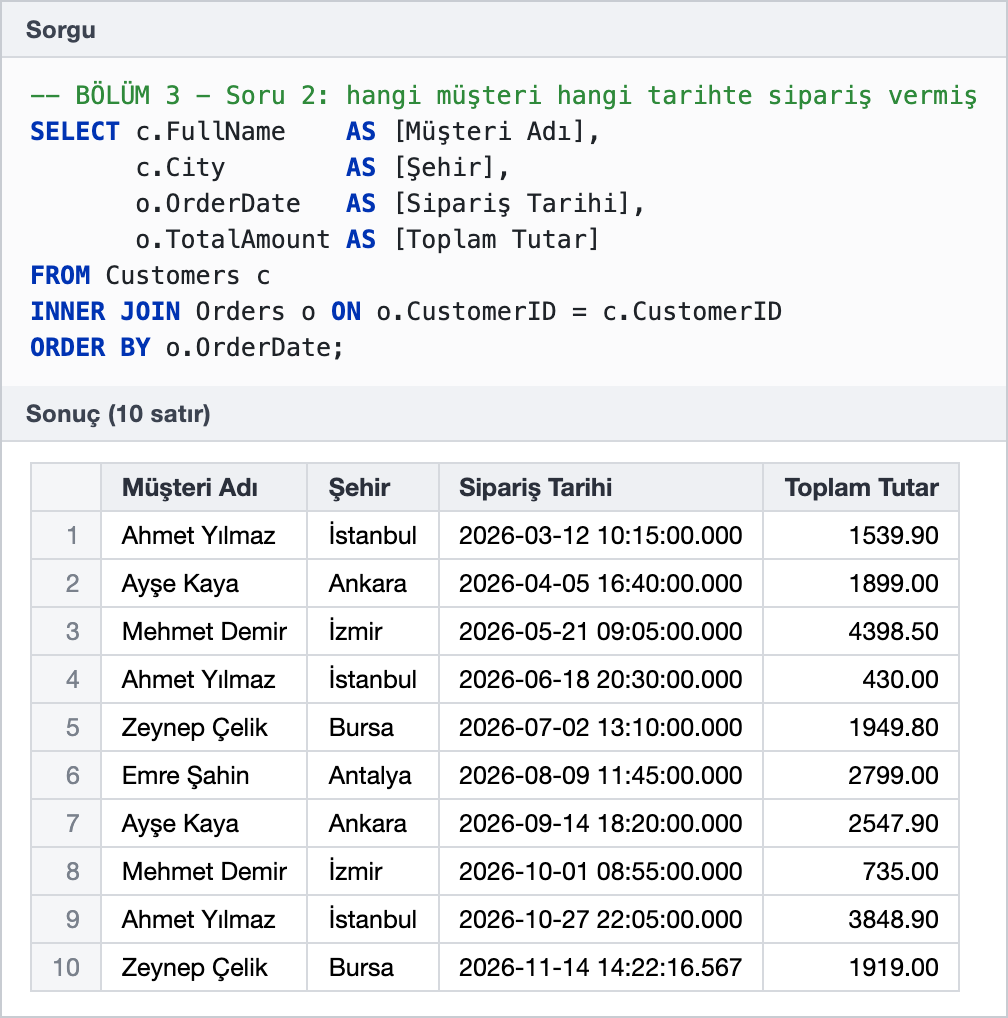 Sorgu
-- BÖLÜM 3 - Soru 2: hangi müşteri hangi tarihte sipariş vermiş
SELECT c.FullName    AS [Müşteri Adı],
       c.City        AS [Şehir],
       o.OrderDate   AS [Sipariş Tarihi],
       o.TotalAmount AS [Toplam Tutar]
FROM Customers c
INNER JOIN Orders o ON o.CustomerID = c.CustomerID
ORDER BY o.OrderDate;
Sonuç (10 satır)
Müşteri Adı Şehir Sipariş Tarihi Toplam Tutar
1 Ahmet Yılmaz İstanbul 2026-03-12 10:15:00.000 1539.90
2 Ayşe Kaya Ankara 2026-04-05 16:40:00.000 1899.00
3 Mehmet Demir İzmir 2026-05-21 09:05:00.000 4398.50
4 Ahmet Yılmaz İstanbul 2026-06-18 20:30:00.000 430.00
5 Zeynep Çelik Bursa 2026-07-02 13:10:00.000 1949.80
6 Emre Şahin Antalya 2026-08-09 11:45:00.000 2799.00
7 Ayşe Kaya Ankara 2026-09-14 18:20:00.000 2547.90
8 Mehmet Demir İzmir 2026-10-01 08:55:00.000 735.00
9 Ahmet Yılmaz İstanbul 2026-10-27 22:05:00.000 3848.90
10 Zeynep Çelik Bursa 2026-11-14 14:22:16.567 1919.00